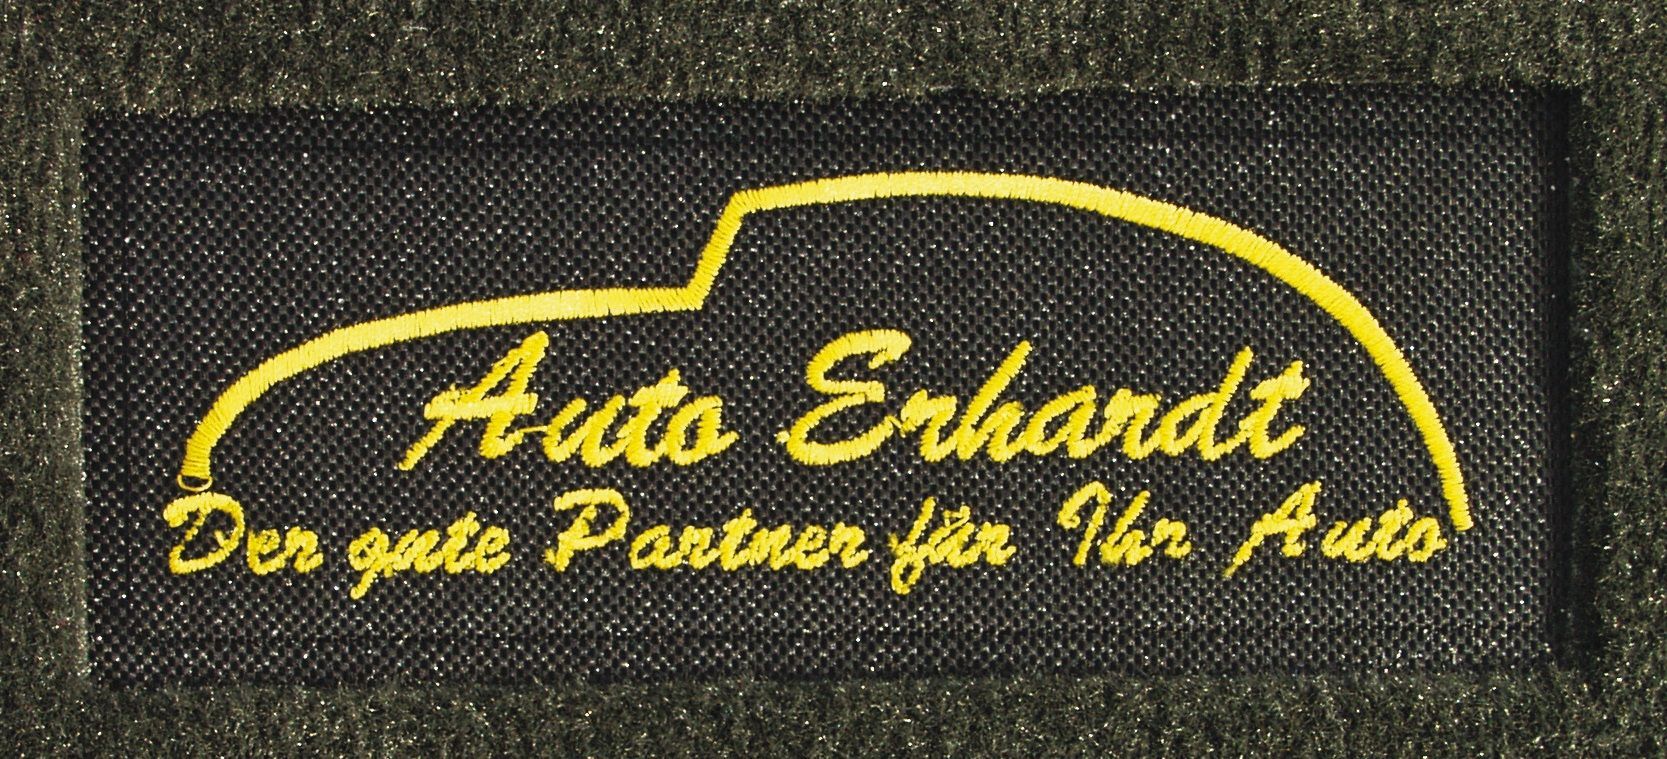 Auto Erhardt
Der gute Partner für Ihr Auto